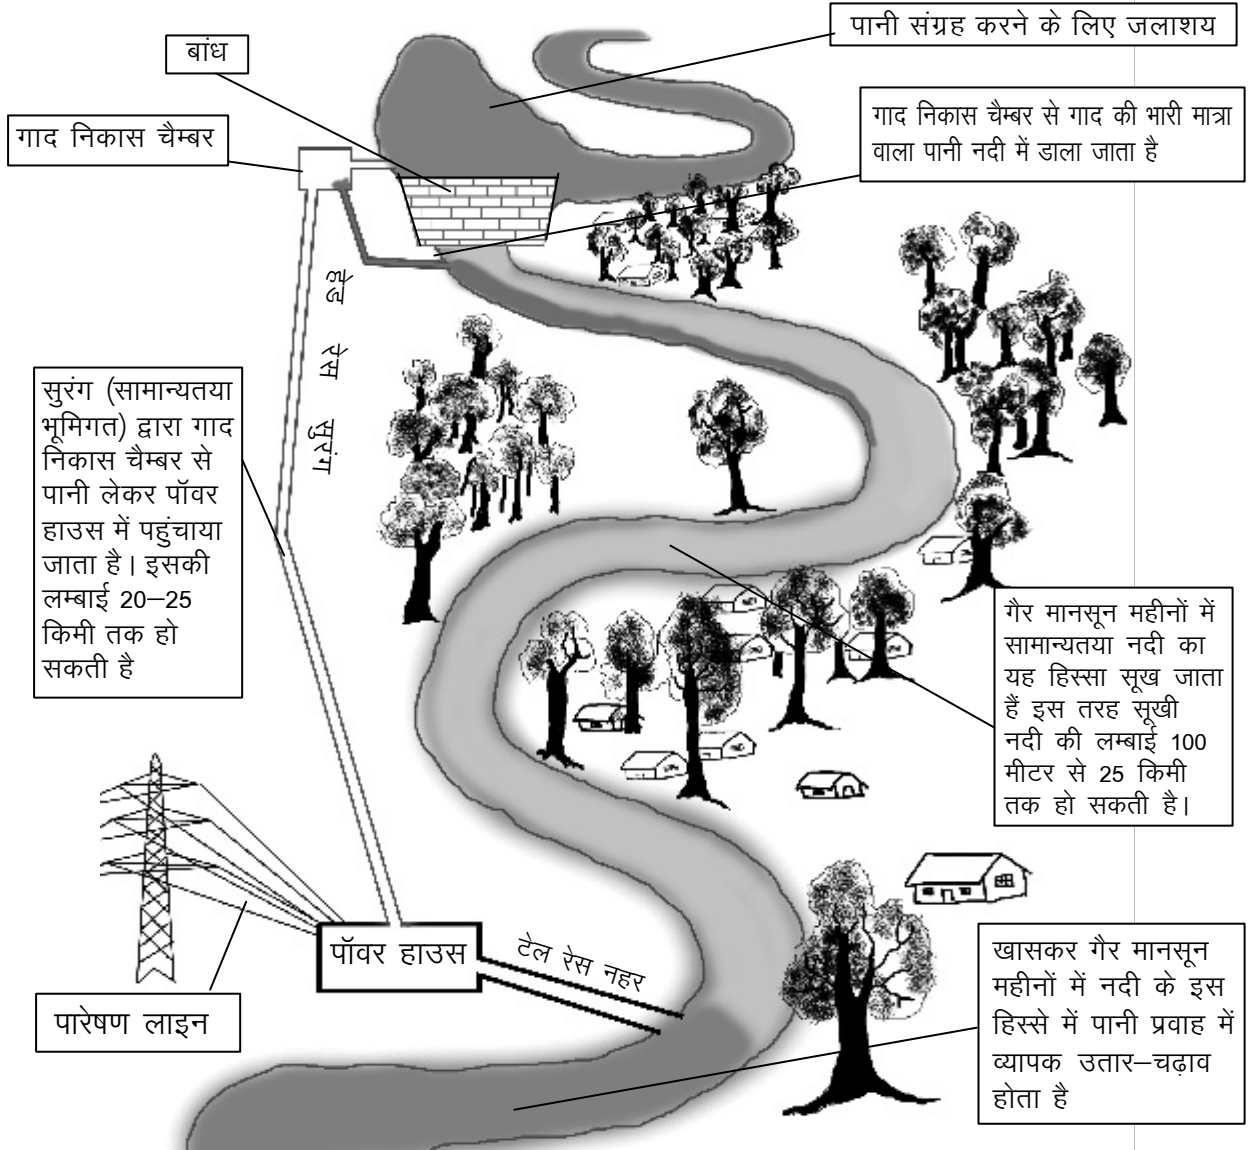 पानी संग्रह करने के लिए जलाशय
बांध
गाद निकास चैम्बर
गाद निकास चैम्बर से गाद की भारी मात्रा
वाला पानी नदी में डाला जाता है
हेड रेस सुरंग
सुरंग (सामान्यतया
भूमिगत) द्वारा गाद
निकास चैम्बर से
पानी लेकर पॉवर
हाउस में पहुंचाया
जाता है। इसकी
लम्बाई 20–25
किमी तक हो
सकती है
गैर मानसून महीनों में
सामान्यतया नदी का
यह हिस्सा सूख जाता
हैं इस तरह सूखी
नदी की लम्बाई 100
मीटर से 25 किमी
तक हो सकती है।
पॉवर हाउस
टेल रेस नहर
पारेषण लाइन
खासकर गैर मानसून
महीनों में नदी के इस
हिस्से में पानी प्रवाह में
व्यापक उतार–चढ़ाव
होता है